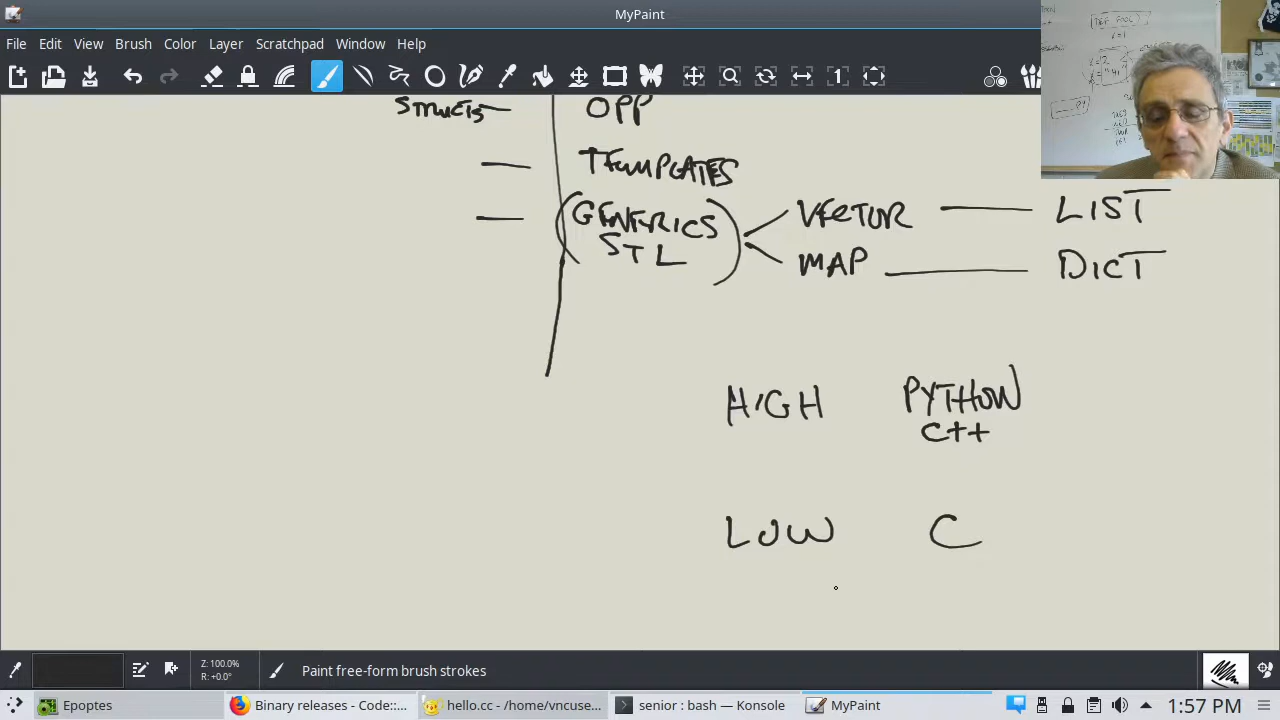 MyPaint
File Edit View Brush Color Layer Scratchpad Window Help
STRUCTS OPP
TEMPLATES
GENERICS VECTOR LIST
STL MAP DICT
HIGH PYTHON
C++
LOW C
Z: 100.0%
R: +0.0°
Paint free-form brush strokes
Epoptes Binary releases - Code::... hello.cc - /home/vnuse... senior : bash — Konsole MyPaint 1:57 PM